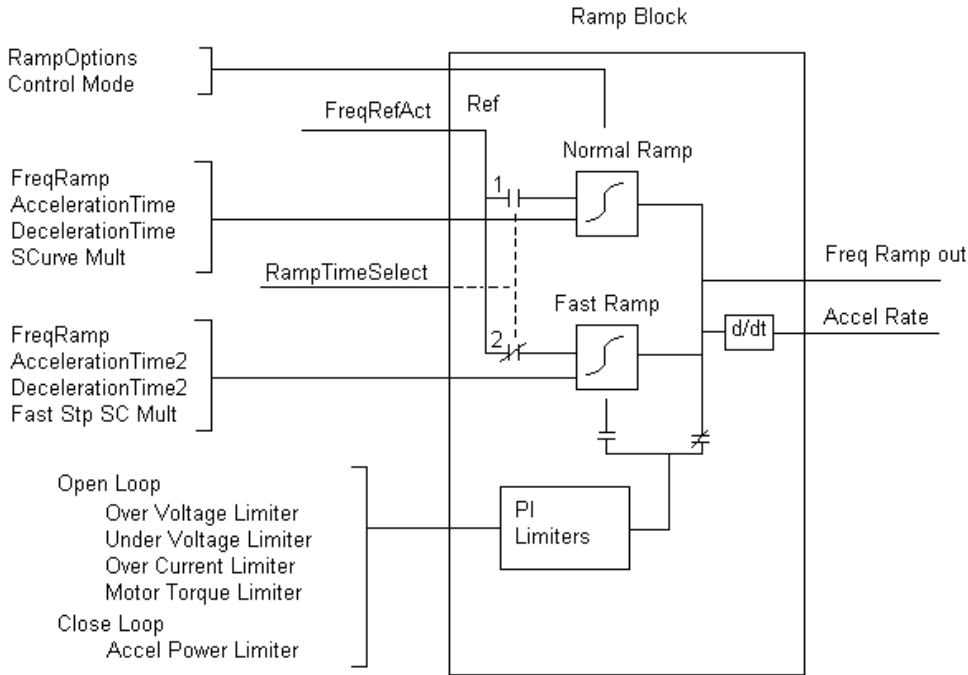 Ramp Block
RampOptions
Control Mode
FreqRefAct
Ref
Normal Ramp
FreqRamp
AccelerationTime
DecelerationTime
SCurve Mult
1
RampTimeSelect
Freq Ramp out
Fast Ramp
Accel Rate
d/dt
FreqRamp
AccelerationTime2
DecelerationTime2
Fast Stp SC Mult
2
Open Loop
Over Voltage Limiter
Under Voltage Limiter
Over Current Limiter
Motor Torque Limiter
Close Loop
Accel Power Limiter
PI
Limiters